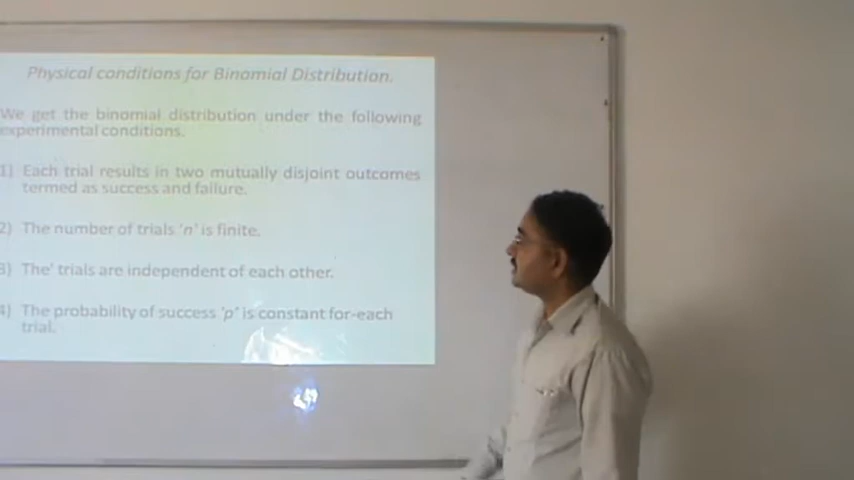 Physical conditions for Binomial Distribution.
We get the binomial distribution under the following
experimental conditions.
1) Each trial results in two mutually disjoint outcomes
termed as success and failure.
2) The number of trials 'n' is finite.
3) The' trials are independent of each other.
4) The probability of success 'p' is constant for-each
trial.